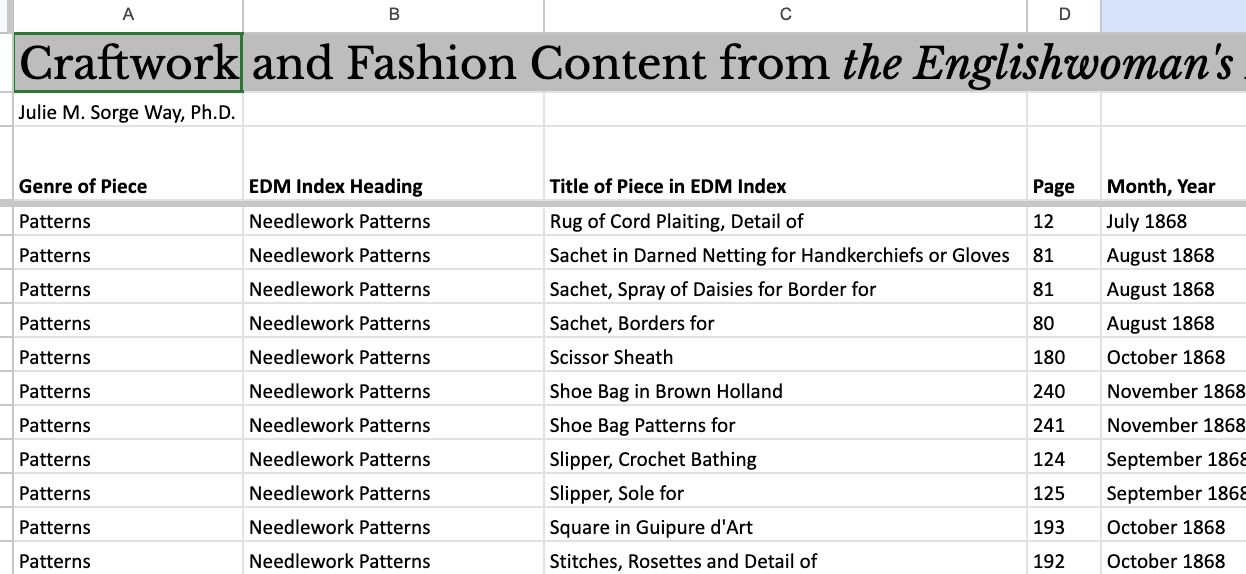 A B C D
Craftwork and Fashion Content from the Englishwoman's
Julie M. Sorge Way, Ph.D.
Genre of Piece EDM Index Heading Title of Piece in EDM Index Page Month, Year
Patterns Needlework Patterns Rug of Cord Plaiting, Detail of 12 July 1868
Patterns Needlework Patterns Sachet in Darned Netting for Handkerchiefs or Gloves 81 August 1868
Patterns Needlework Patterns Sachet, Spray of Daisies for Border for 81 August 1868
Patterns Needlework Patterns Sachet, Borders for 80 August 1868
Patterns Needlework Patterns Scissor Sheath 180 October 1868
Patterns Needlework Patterns Shoe Bag in Brown Holland 240 November 1868
Patterns Needlework Patterns Shoe Bag Patterns for 241 November 1868
Patterns Needlework Patterns Slipper, Crochet Bathing 124 September 1868
Patterns Needlework Patterns Slipper, Sole for 125 September 1868
Patterns Needlework Patterns Square in Guipure d'Art 193 October 1868
Patterns Needlework Patterns Stitches, Rosettes and Detail of 192 October 1868